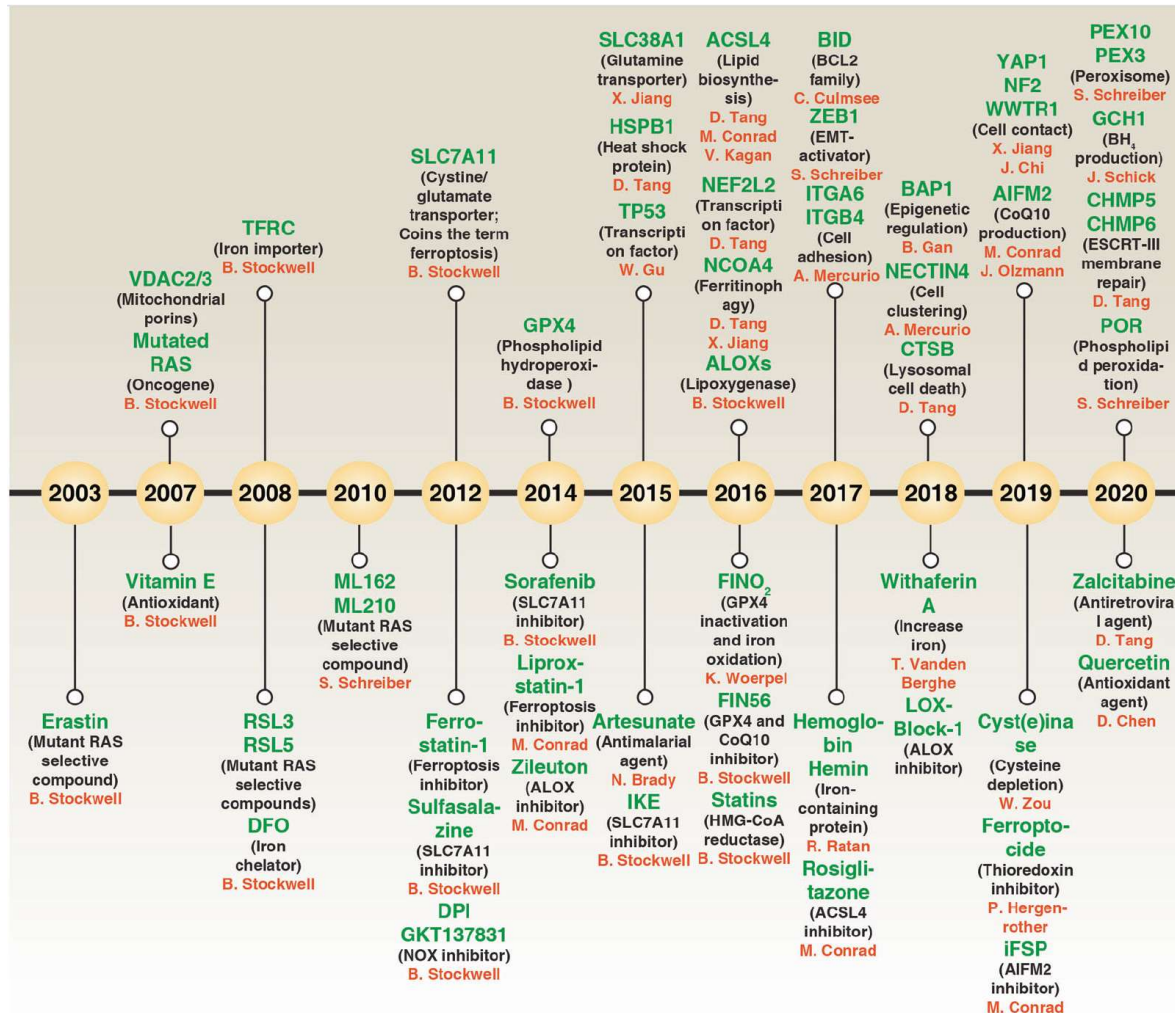 SLC7A11
(Cystine/
glutamate
transporter;
Coins the term
ferroptosis)
B. Stockwell
TFRC
(Iron importer)
B. Stockwell
VDAC2/3
(Mitochondrial
porins)
Mutated
RAS
(Oncogene)
B. Stockwell
GPX4
(Phospholipid
hydroperoxi-
dase )
B. Stockwell
SLC38A1
(Glutamine
transporter)
X. Jiang
HSPB1
(Heat shock
protein)
D. Tang
TP53
(Transcripti
on factor)
W. Gu
ACSL4
(Lipid
biosynthe-
sis)
D. Tang
M. Conrad
V. Kagan
NEF2L2
(Transcripti
on factor)
D. Tang
NCOA4
(Ferritinoph
agy)
D. Tang
X. Jiang
ALOXs
(Lipoxygenase)
B. Stockwell
BID
(BCL2
family)
C. Culmsee
ZEB1
(EMT-
activator)
S. Schreiber
ITGA6
ITGB4
(Cell
adhesion)
A. Mercurio
BAP1
(Epigenetic
regulation)
B. Gan
NECTIN4
(Cell
clustering)
A. Mercurio
CTSB
(Lysosomal
cell death)
D. Tang
YAP1
NF2
WWTR1
(Cell contact)
X. Jiang
J. Chi
AIFM2
(CoQ10
production)
M. Conrad
J. Olzmann
PEX10
PEX3
(Peroxisome)
S. Schreiber
GCH1
(BH4
production)
J. Schick
CHMP5
CHMP6
(ESCRT-III
membrane
repair)
D. Tang
POR
(Phospholipi
d peroxida-
tion)
S. Schreiber
2003 2007 2008 2010 2012 2014 2015 2016 2017 2018 2019 2020
Erastin
(Mutant RAS
selective
compound)
B. Stockwell
Vitamin E
(Antioxidant)
B. Stockwell
RSL3
RSL5
(Mutant RAS
selective
compounds)
DFO
(Iron
chelator)
B. Stockwell
ML162
ML210
(Mutant RAS
selective
compound)
S. Schreiber
Ferro-
statin-1
(Ferroptosis
inhibitor)
Sulfasala-
zine
(SLC7A11
inhibitor)
B. Stockwell
DPI
GKT137831
(NOX inhibitor)
B. Stockwell
Sorafenib
(SLC7A11
inhibitor)
B. Stockwell
Liprox-
statin-1
(Ferroptosis
inhibitor)
M. Conrad
Zileuton
(ALOX
inhibitor)
M. Conrad
Artesunate
(Antimalarial
agent)
N. Brady
IKE
(SLC7A11
inhibitor)
B. Stockwell
FINO2
(GPX4
inactivation
and iron
oxidation)
K. Woerpel
FIN56
(GPX4 and
CoQ10
inhibitor)
B. Stockwell
Statins
(HMG-CoA
reductase)
B. Stockwell
Hemoglo-
bin
Hemin
(Iron-
containing
protein)
R. Ratan
Rosigli-
tazone
(ACSL4
inhibitor)
M. Conrad
Withaferin
A
(Increase
iron)
T. Vanden
Berghe
LOX-
Block-1
(ALOX
inhibitor)
Cyst(e)ina
se
(Cysteine
depletion)
W. Zou
Ferropto-
cide
(Thioredoxin
inhibitor)
P. Hergen-
rother
iFSP
(AIFM2
inhibitor)
M. Conrad
Zalcitabine
(Antiretrovira
l agent)
D. Tang
Quercetin
(Antioxidant
agent)
D. Chen